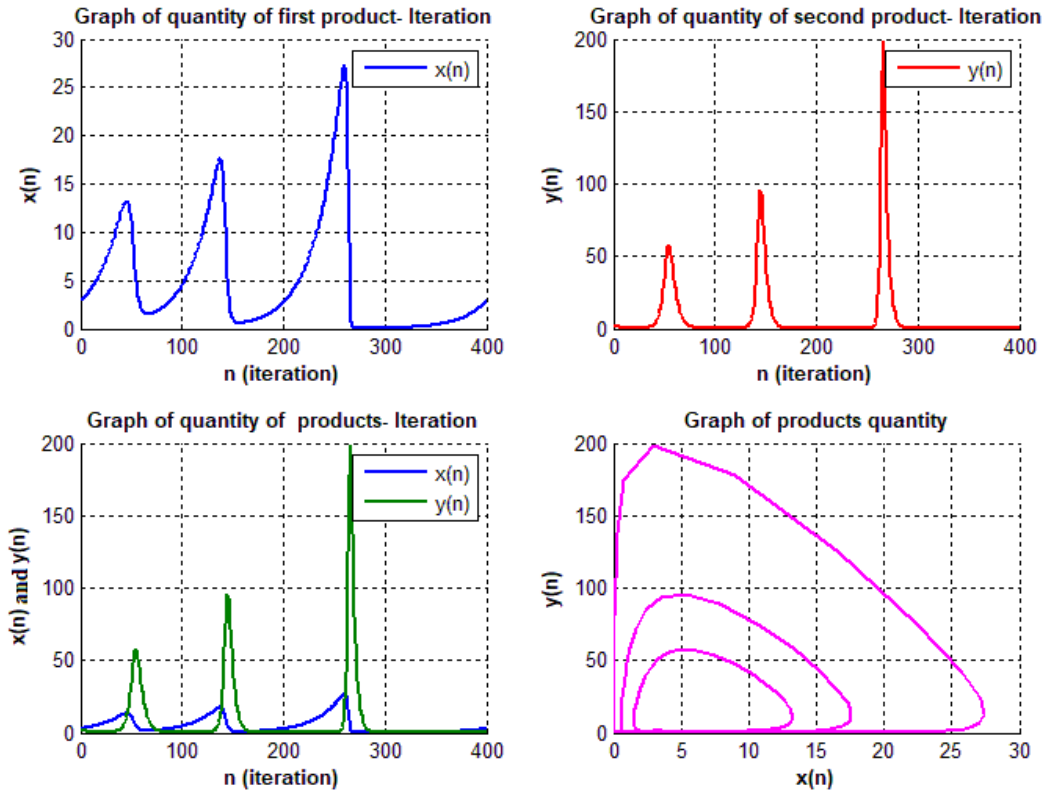 Graph of quantity of first product- Iteration
30
25
20
15
10
5
0
0 100 200 300 400
x(n)
n (iteration)
x(n)
Graph of quantity of second product- Iteration
200
150
100
50
0
0 100 200 300 400
y(n)
n (iteration)
y(n)
Graph of quantity of products- Iteration
200
150
100
50
0
0 100 200 300 400
x(n) and y(n)
n (iteration)
x(n)
y(n)
Graph of products quantity
200
150
100
50
0
0 5 10 15 20 25 30
y(n)
x(n)